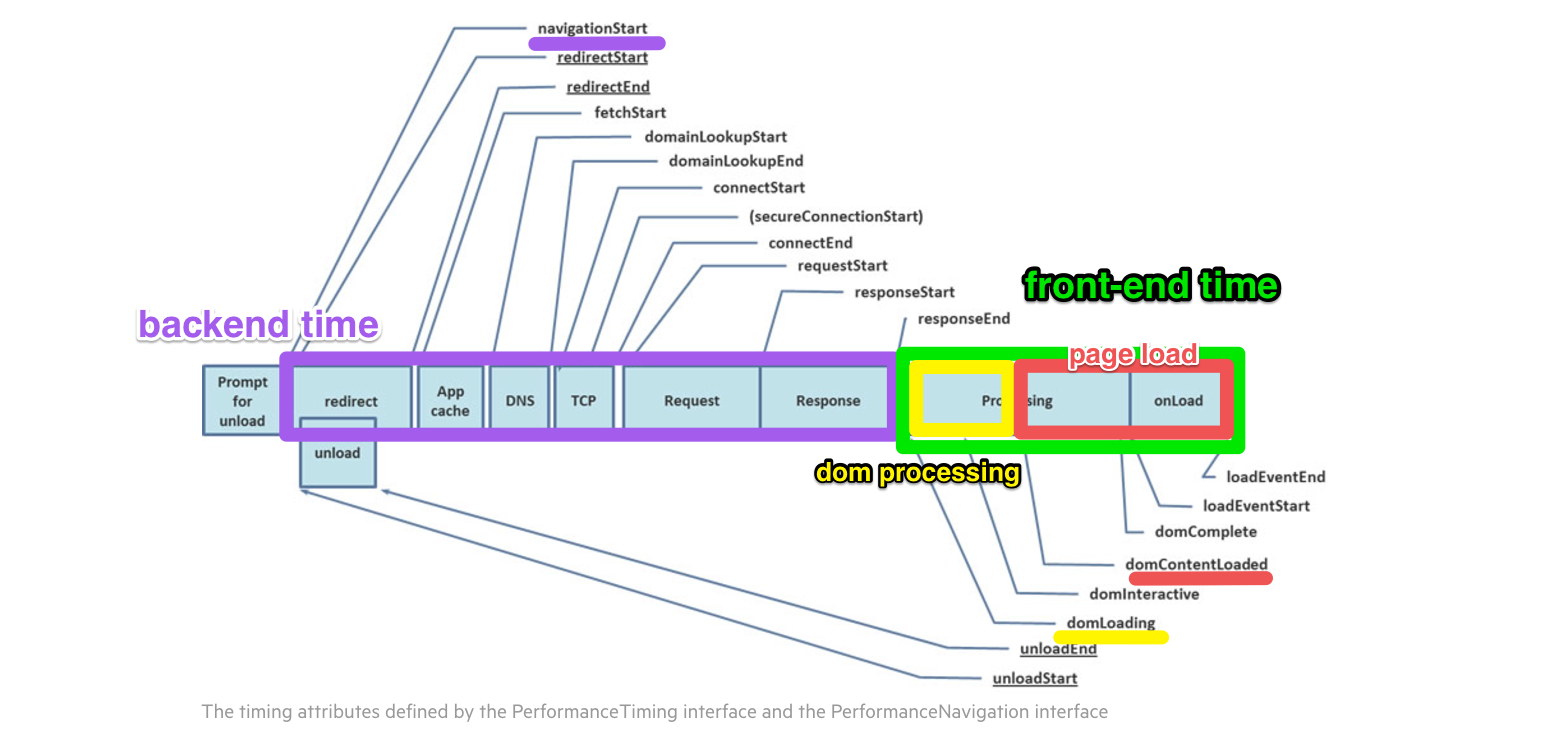 navigationStart
redirectStart
redirectEnd
fetchStart
domainLookupStart
domainLookupEnd
connectStart
(secureConnectionStart)
connectEnd
requestStart
responseStart
responseEnd
front-end time
backend time
page load
Prompt
for
unload
redirect
App
cache
DNS
TCP
Request
Response
Pro sing
onLoad
unload
dom processing
loadEventEnd
loadEventStart
domComplete
domContentLoaded
domInteractive
domLoading
unloadEnd
unloadStart
The timing attributes defined by the PerformanceTiming interface and the PerformanceNavigation interface